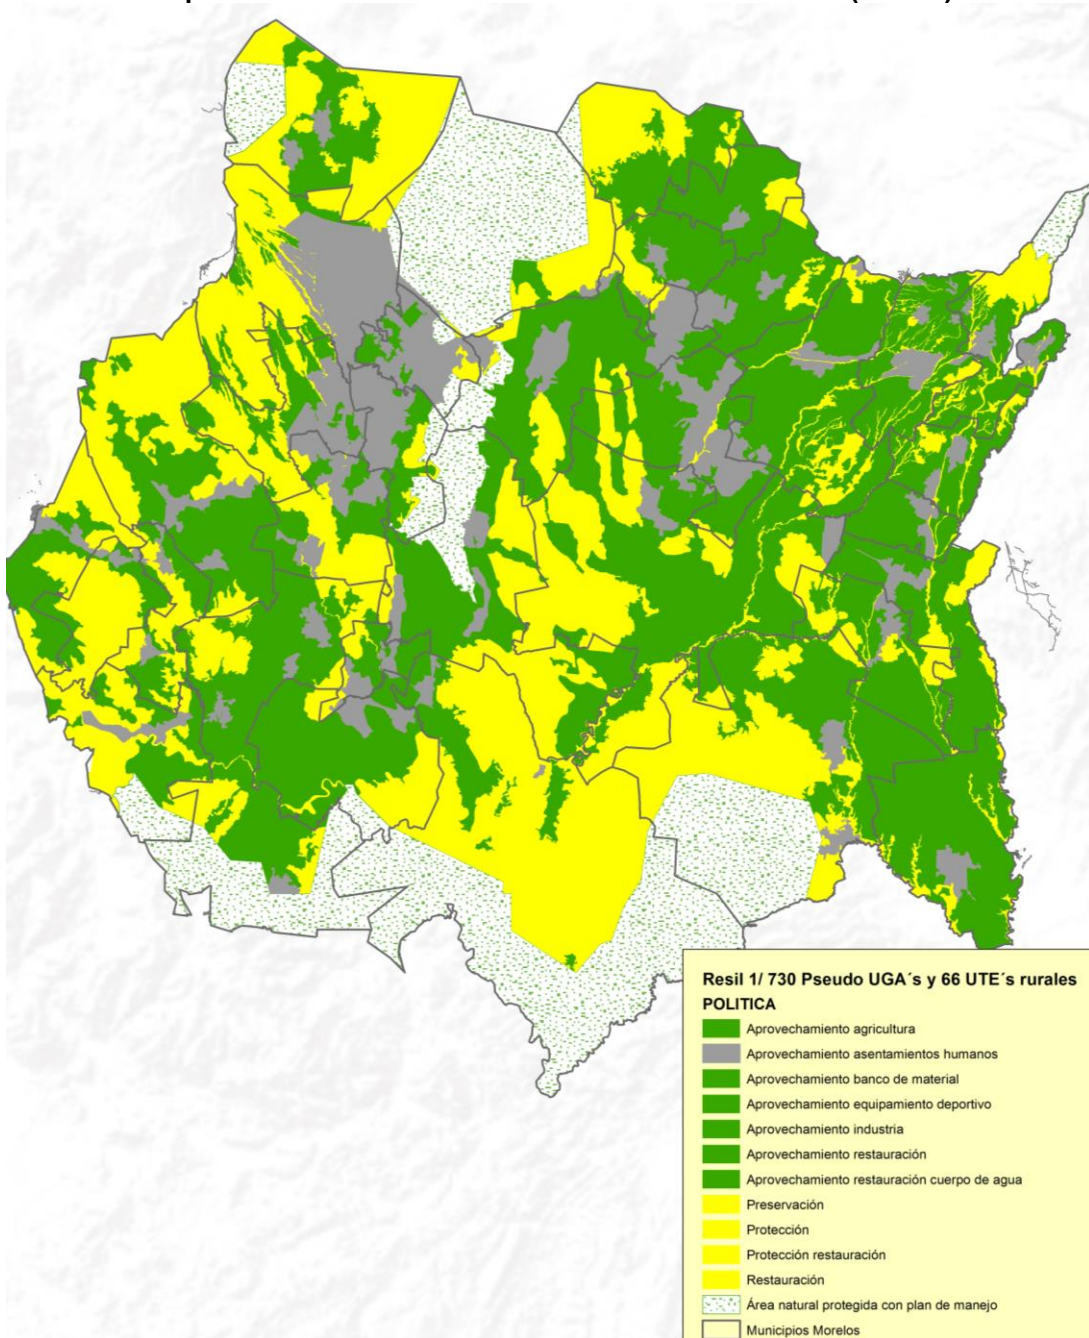 Resil 1/ 730 Pseudo UGA´s y 66 UTE´s rurales
POLITICA
Aprovechamiento agricultura
Aprovechamiento asentamientos humanos
Aprovechamiento banco de material
Aprovechamiento equipamiento deportivo
Aprovechamiento industria
Aprovechamiento restauración
Aprovechamiento restauración cuerpo de agua
Preservación
Protección
Protección restauración
Restauración
Área natural protegida con plan de manejo
Municipios Morelos